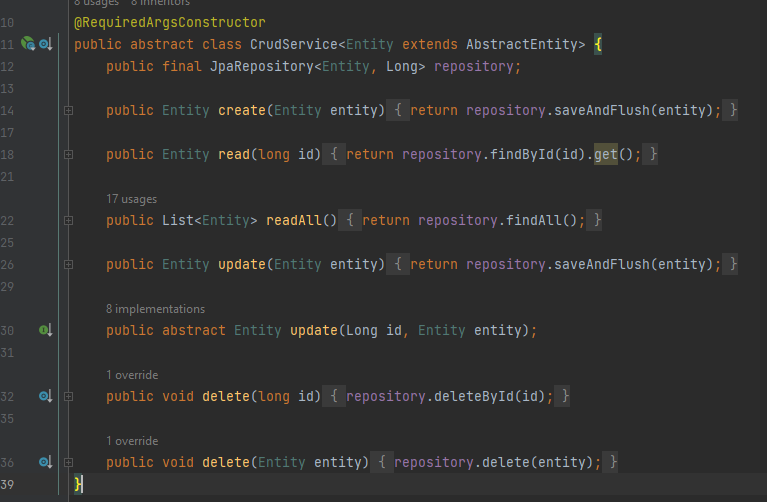 8 usages 8 inheritors
10 @RequiredArgsConstructor
11 public abstract class CrudService<Entity extends AbstractEntity> {
12 public final JpaRepository<Entity, Long> repository;
13
14 public Entity create(Entity entity) { return repository.saveAndFlush(entity); }
17
18 public Entity read(long id) { return repository.findById(id).get(); }
21
17 usages
22 public List<Entity> readAll() { return repository.findAll(); }
25
26 public Entity update(Entity entity) { return repository.saveAndFlush(entity); }
29
8 implementations
30 public abstract Entity update(Long id, Entity entity);
31
1 override
32 public void delete(long id) { repository.deleteById(id); }
35
1 override
36 public void delete(Entity entity) { repository.delete(entity); }
39 }